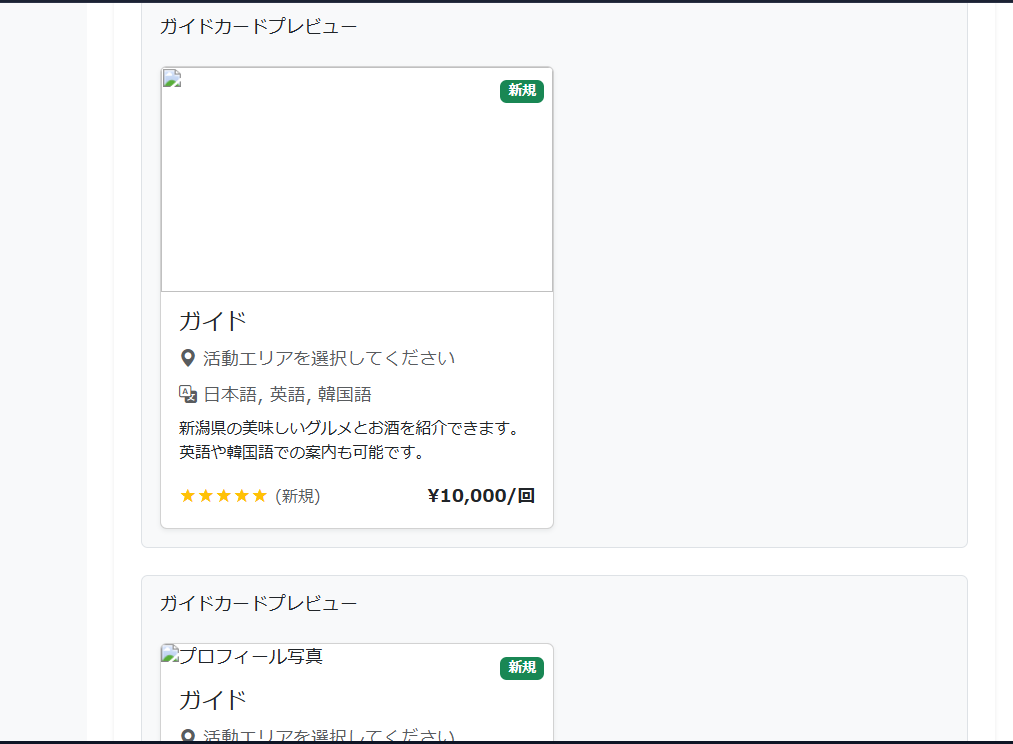 ガイドカードプレビュー
新規
ガイド
活動エリアを選択してください
日本語, 英語, 韓国語
新潟県の美味しいグルメとお酒を紹介できます。
英語や韓国語での案内も可能です。
★★★★★ (新規) ¥10,000/回
ガイドカードプレビュー
プロフィール写真
新規
ガイド
活動エリアを選択してください